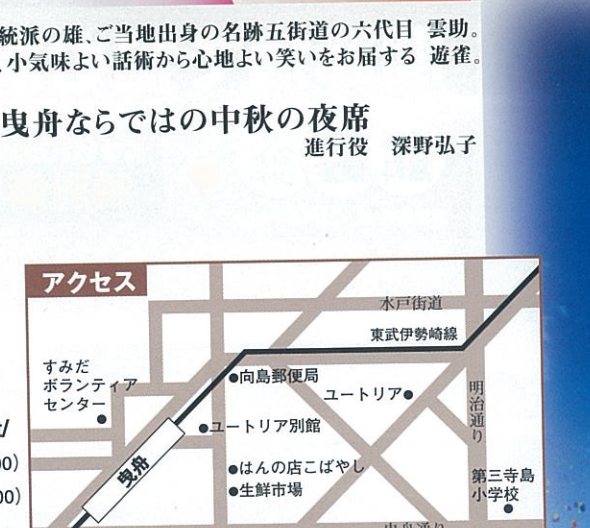 統派の雄、ご当地出身の名跡五街道の六代目 雲助。
、小気味よい話術から心地よい笑いをお届する 遊雀。
曳舟ならではの中秋の夜席
進行役 深野弘子
アクセス
水戸街道
東武伊勢崎線
すみだ
ボランティア
センター
向島郵便局
ユートリア
明治通り
ユートリア別館
曳舟
はんの店こばやし
生鮮市場
第三寺島
小学校
00)
00)